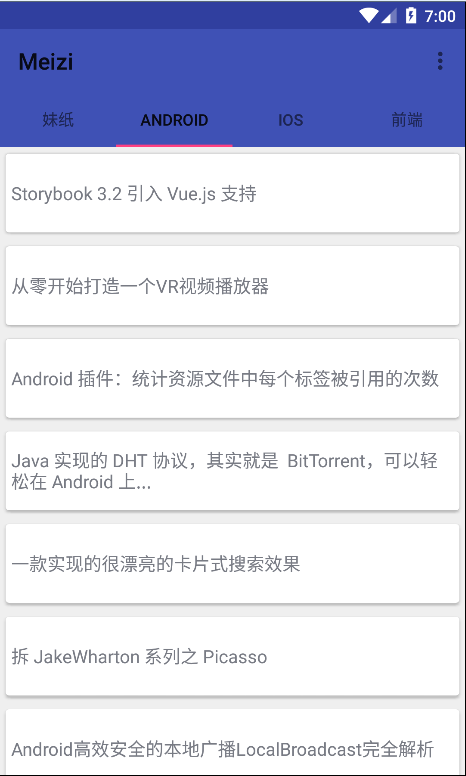 7:00
Meizi
妹纸 ANDROID IOS 前端
Storybook 3.2 引入 Vue.js 支持
从零开始打造一个VR视频播放器
Android 插件：统计资源文件中每个标签被引用的次数
Java 实现的 DHT 协议，其实就是 BitTorrent，可以轻
松在 Android 上...
一款实现的很漂亮的卡片式搜索效果
拆 JakeWharton 系列之 Picasso
Android高效安全的本地广播LocalBroadcast完全解析